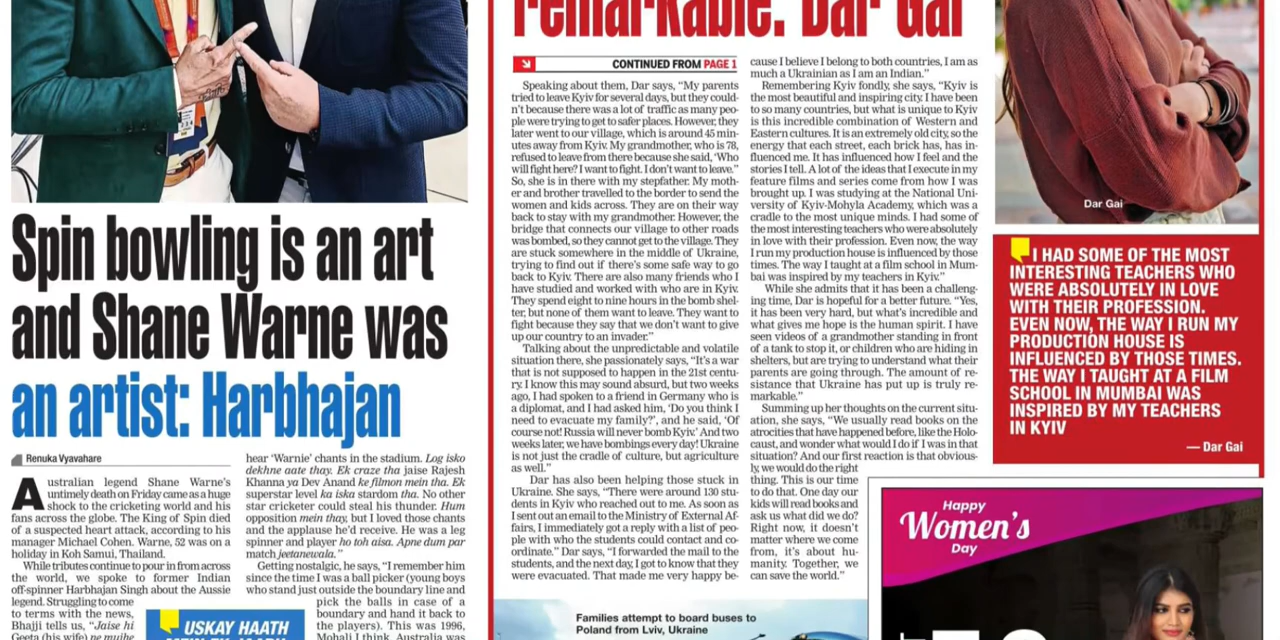 Spin bowling is an art
and Shane Warne was
an artist: Harbhajan
Renuka Vyavahare
Australian legend Shane Warne's
untimely death on Friday came as a huge
shock to the cricketing world and his
fans across the globe. The King of Spin died
of a suspected heart attack, according to his
manager Michael Cohen. Warne, 52 was on a
holiday in Koh Samui, Thailand.
While tributes continue to pour in from across
the world, we spoke to former Indian
off-spinner Harbhajan Singh about the Aussie
legend. Struggling to come
to terms with the news,
Bhajji tells us, "Jaise hi
Geeta (his wife) ne mujhe
USKAY HAATH
hear 'Warnie' chants in the stadium. Log isko
dekhne aate thay. Ek craze tha jaise Rajesh
Khanna ya Dev Anand ke filmon mein tha. Ek
superstar level ka iska stardom tha. No other
star cricketer could steal his thunder. Hum
opposition mein thay, but I loved those chants
and the applause he'd receive. He was a leg
spinner and player ho toh aisa. Apne dum par
match jeetanewala."
Getting nostalgic, he says, "I remember him
since the time I was a ball picker (young boys
who stand just outside the boundary line and
pick the balls in case of a
boundary and hand it back to
the players). This was 1996,
Mohali I think. Australia was
remarkable: Dar Gai
CONTINUED FROM PAGE 1
Speaking about them, Dar says, "My parents
tried to leave Kyiv for several days, but they could-
n't because there was a lot of traffic as many peo-
ple were trying to get to safer places. However, they
later went to our village, which is around 45 min-
utes away from Kyiv. My grandmother, who is 78,
refused to leave from there because she said, 'Who
will fight here? I want to fight. I don't want to leave.''
So, she is in there with my stepfather. My moth-
er and brother travelled to the border to send the
women and kids across. They are on their way
back to stay with my grandmother. However, the
bridge that connects our village to other roads
was bombed, so they cannot get to the village. They
are stuck somewhere in the middle of Ukraine,
trying to find out if there's some safe way to go
back to Kyiv. There are also many friends who I
have studied and worked with who are in Kyiv.
They spend eight to nine hours in the bomb shel-
ter, but none of them want to leave. They want to
fight because they say that we don't want to give
up our country to an invader."
Talking about the unpredictable and volatile
situation there, she passionately says, "It's a war
that is not supposed to happen in the 21st centu-
ry. I know this may sound absurd, but two weeks
ago, I had spoken to a friend in Germany who is
a diplomat, and I had asked him, 'Do you think I
need to evacuate my family?', and he said, 'Of
course not! Russia will never bomb Kyiv.' And two
weeks later, we have bombings every day! Ukraine
is not just the cradle of culture, but agriculture
as well."
Dar has also been helping those stuck in
Ukraine. She says, "There were around 130 stu-
dents in Kyiv who reached out to me. As soon as
I sent out an email to the Ministry of External Af-
fairs, I immediately got a reply with a list of peo-
ple with who the students could contact and co-
ordinate." Dar says, "I forwarded the mail to the
students, and the next day, I got to know that they
were evacuated. That made me very happy be-
cause I believe I belong to both countries, I am as
much a Ukrainian as I am an Indian."
Remembering Kyiv fondly, she says, "Kyiv is
the most beautiful and inspiring city. I have been
to so many countries, but what is unique to Kyiv
is this incredible combination of Western and
Eastern cultures. It is an extremely old city, so the
energy that each street, each brick has, has in-
fluenced me. It has influenced how I feel and the
stories I tell. A lot of the ideas that I execute in my
feature films and series come from how I was
brought up. I was studying at the National Uni-
versity of Kyiv-Mohyla Academy, which was a
cradle to the most unique minds. I had some of
the most interesting teachers who were absolutely
in love with their profession. Even now, the way
I run my production house is influenced by those
times. The way I taught at a film school in Mum-
bai was inspired by my teachers in Kyiv."
While she admits that it has been a challeng-
ing time, Dar is hopeful for a better future. "Yes,
it has been very hard, but what's incredible and
what gives me hope is the human spirit. I have
seen videos of a grandmother standing in front
of a tank to stop it, or children who are hiding in
shelters, but are trying to understand what their
parents are going through. The amount of re-
sistance that Ukraine has put up is truly re-
markable."
Summing up her thoughts on the current situ-
ation, she says, "We usually read books on the
atrocities that have happened before, like the Holo-
caust, and wonder what would I do if I was in that
situation? And our first reaction is that obvious-
ly, we would do the right
thing. This is our time
to do that. One day our
kids will read books and
ask us what did we do?
Right now, it doesn't
matter where we come
from, it's about hu-
manity. Together, we
can save the world."
Families attempt to board buses to
Poland from Lviv, Ukraine
Dar Gai
I HAD SOME OF THE MOST
INTERESTING TEACHERS WHO
WERE ABSOLUTELY IN LOVE
WITH THEIR PROFESSION.
EVEN NOW, THE WAY I RUN MY
PRODUCTION HOUSE IS
INFLUENCED BY THOSE TIMES.
THE WAY I TAUGHT AT A FILM
SCHOOL IN MUMBAI WAS
INSPIRED BY MY TEACHERS
IN KYIV
— Dar Gai
Happy
Women's
Day